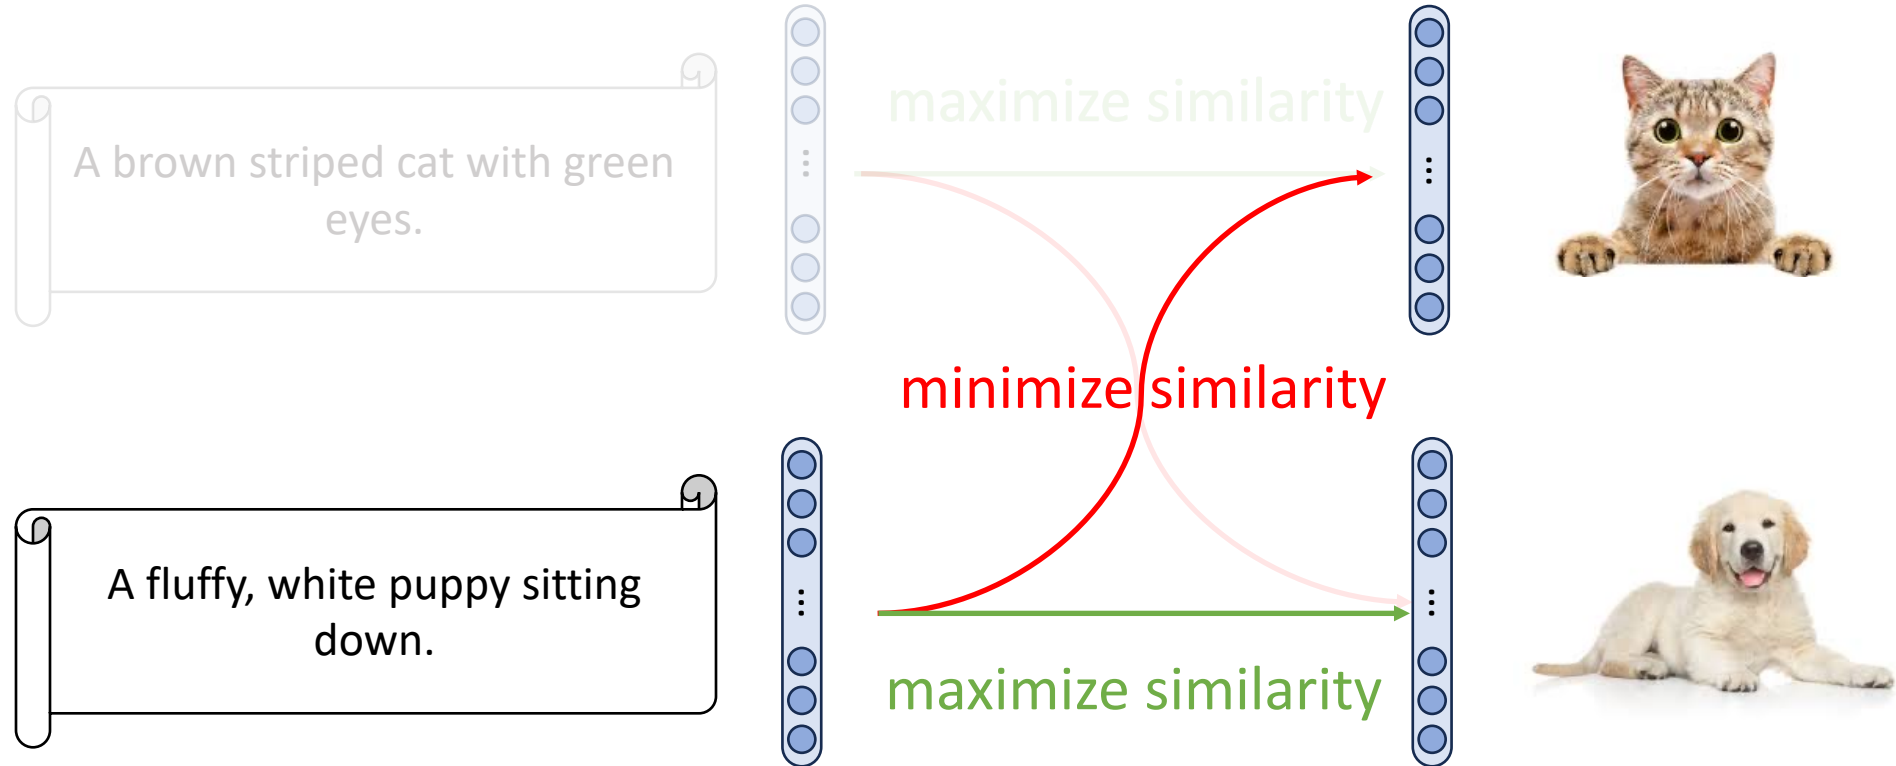 maximize similarity
A brown striped cat with green
eyes.
minimize similarity
A fluffy, white puppy sitting
down.
maximize similarity